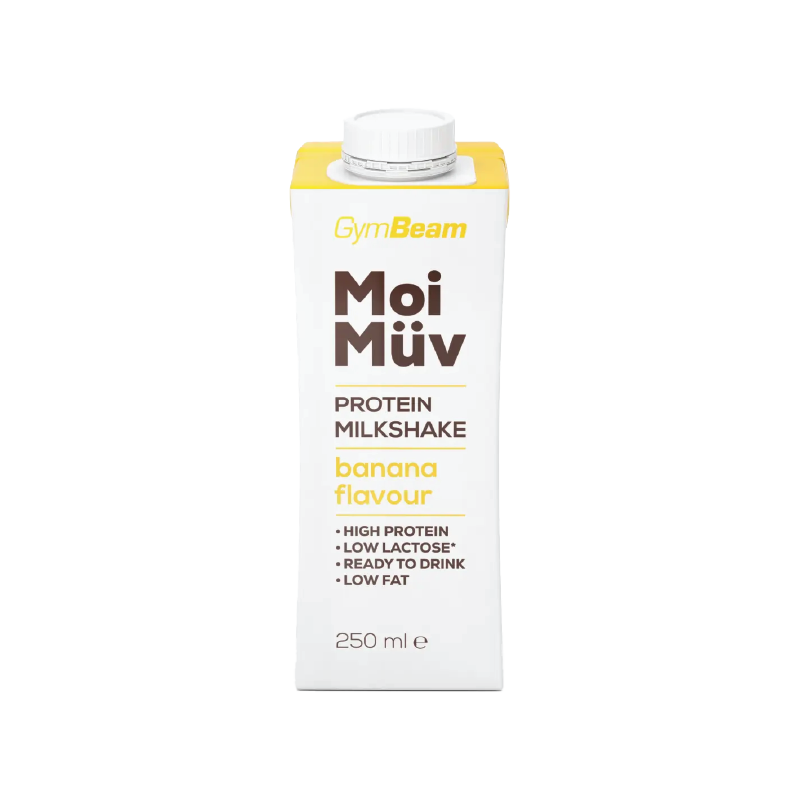 GymBeam
Moi
Müv
PROTEIN
MILKSHAKE
banana
flavour
• HIGH PROTEIN
• LOW LACTOSE*
• READY TO DRINK
• LOW FAT
250 ml ℮